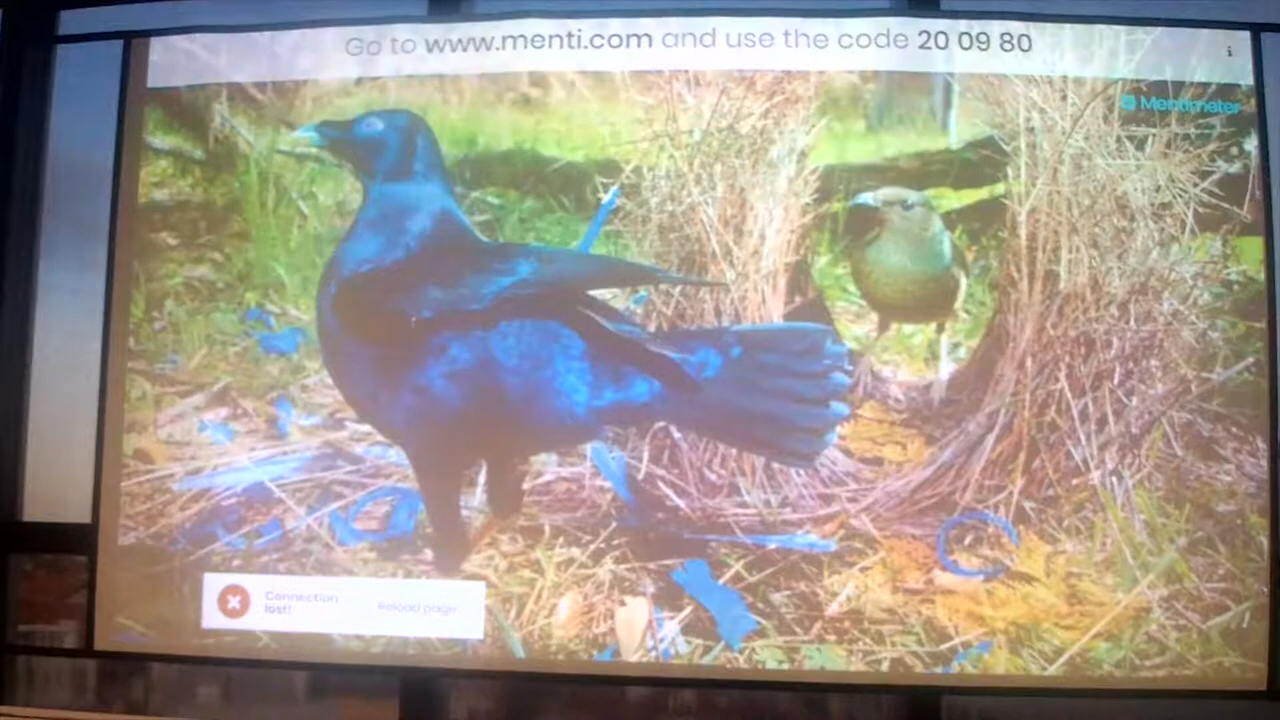 Go to www.menti.com and use the code 20 09 80
i
Mentimeter
Connection
lost!
Reload page